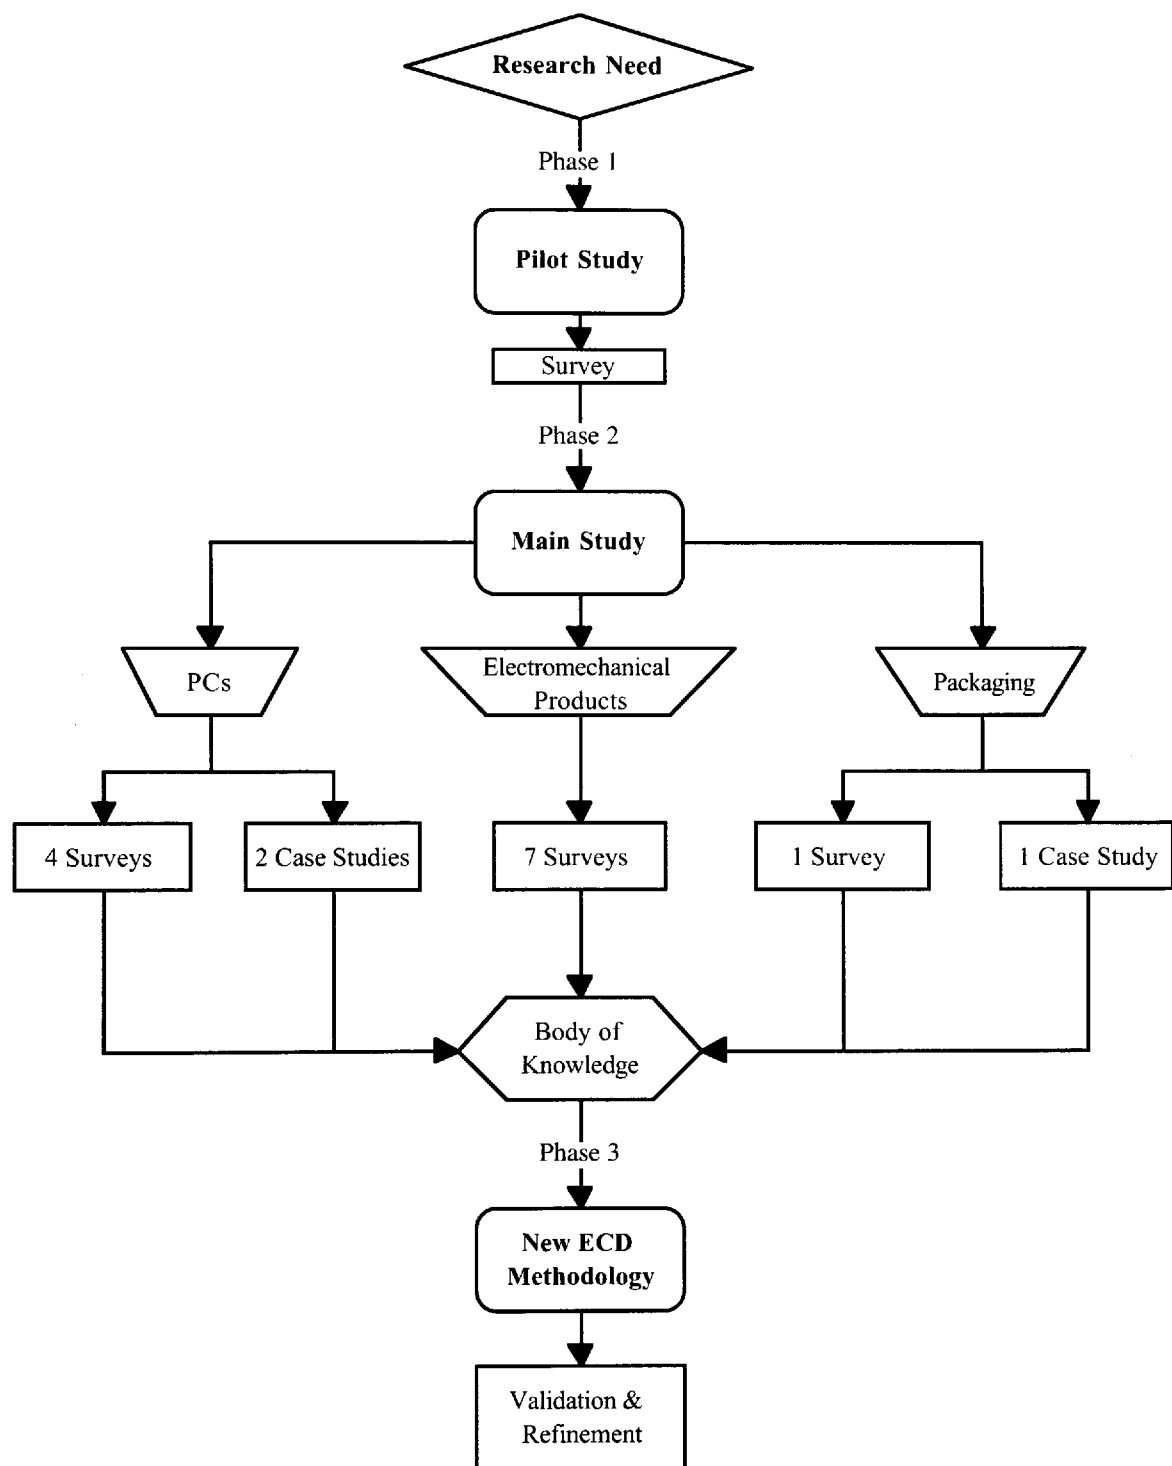 Research Need
Phase 1
Pilot Study
Survey
Phase 2
Main Study
PCs
Electromechanical
Products
Packaging
4 Surveys
2 Case Studies
7 Surveys
1 Survey
1 Case Study
Body of
Knowledge
Phase 3
New ECD
Methodology
Validation &
Refinement